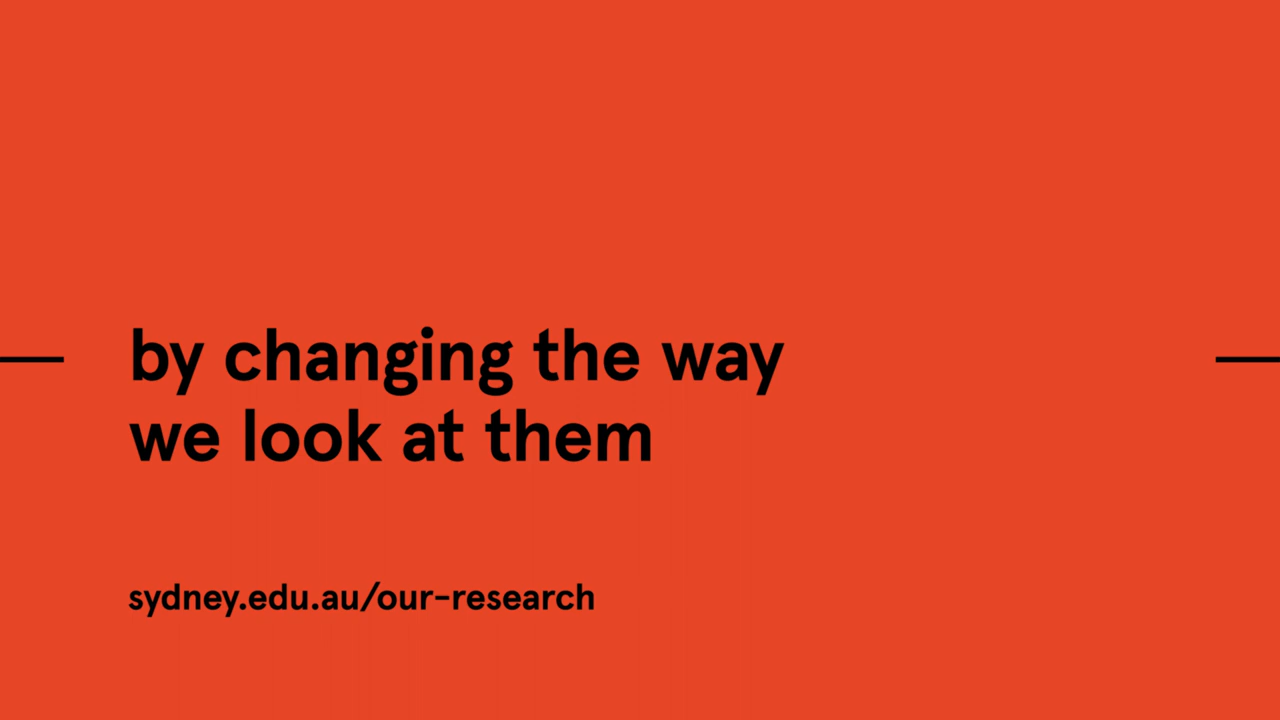 by changing the way
we look at them
sydney.edu.au/our-research